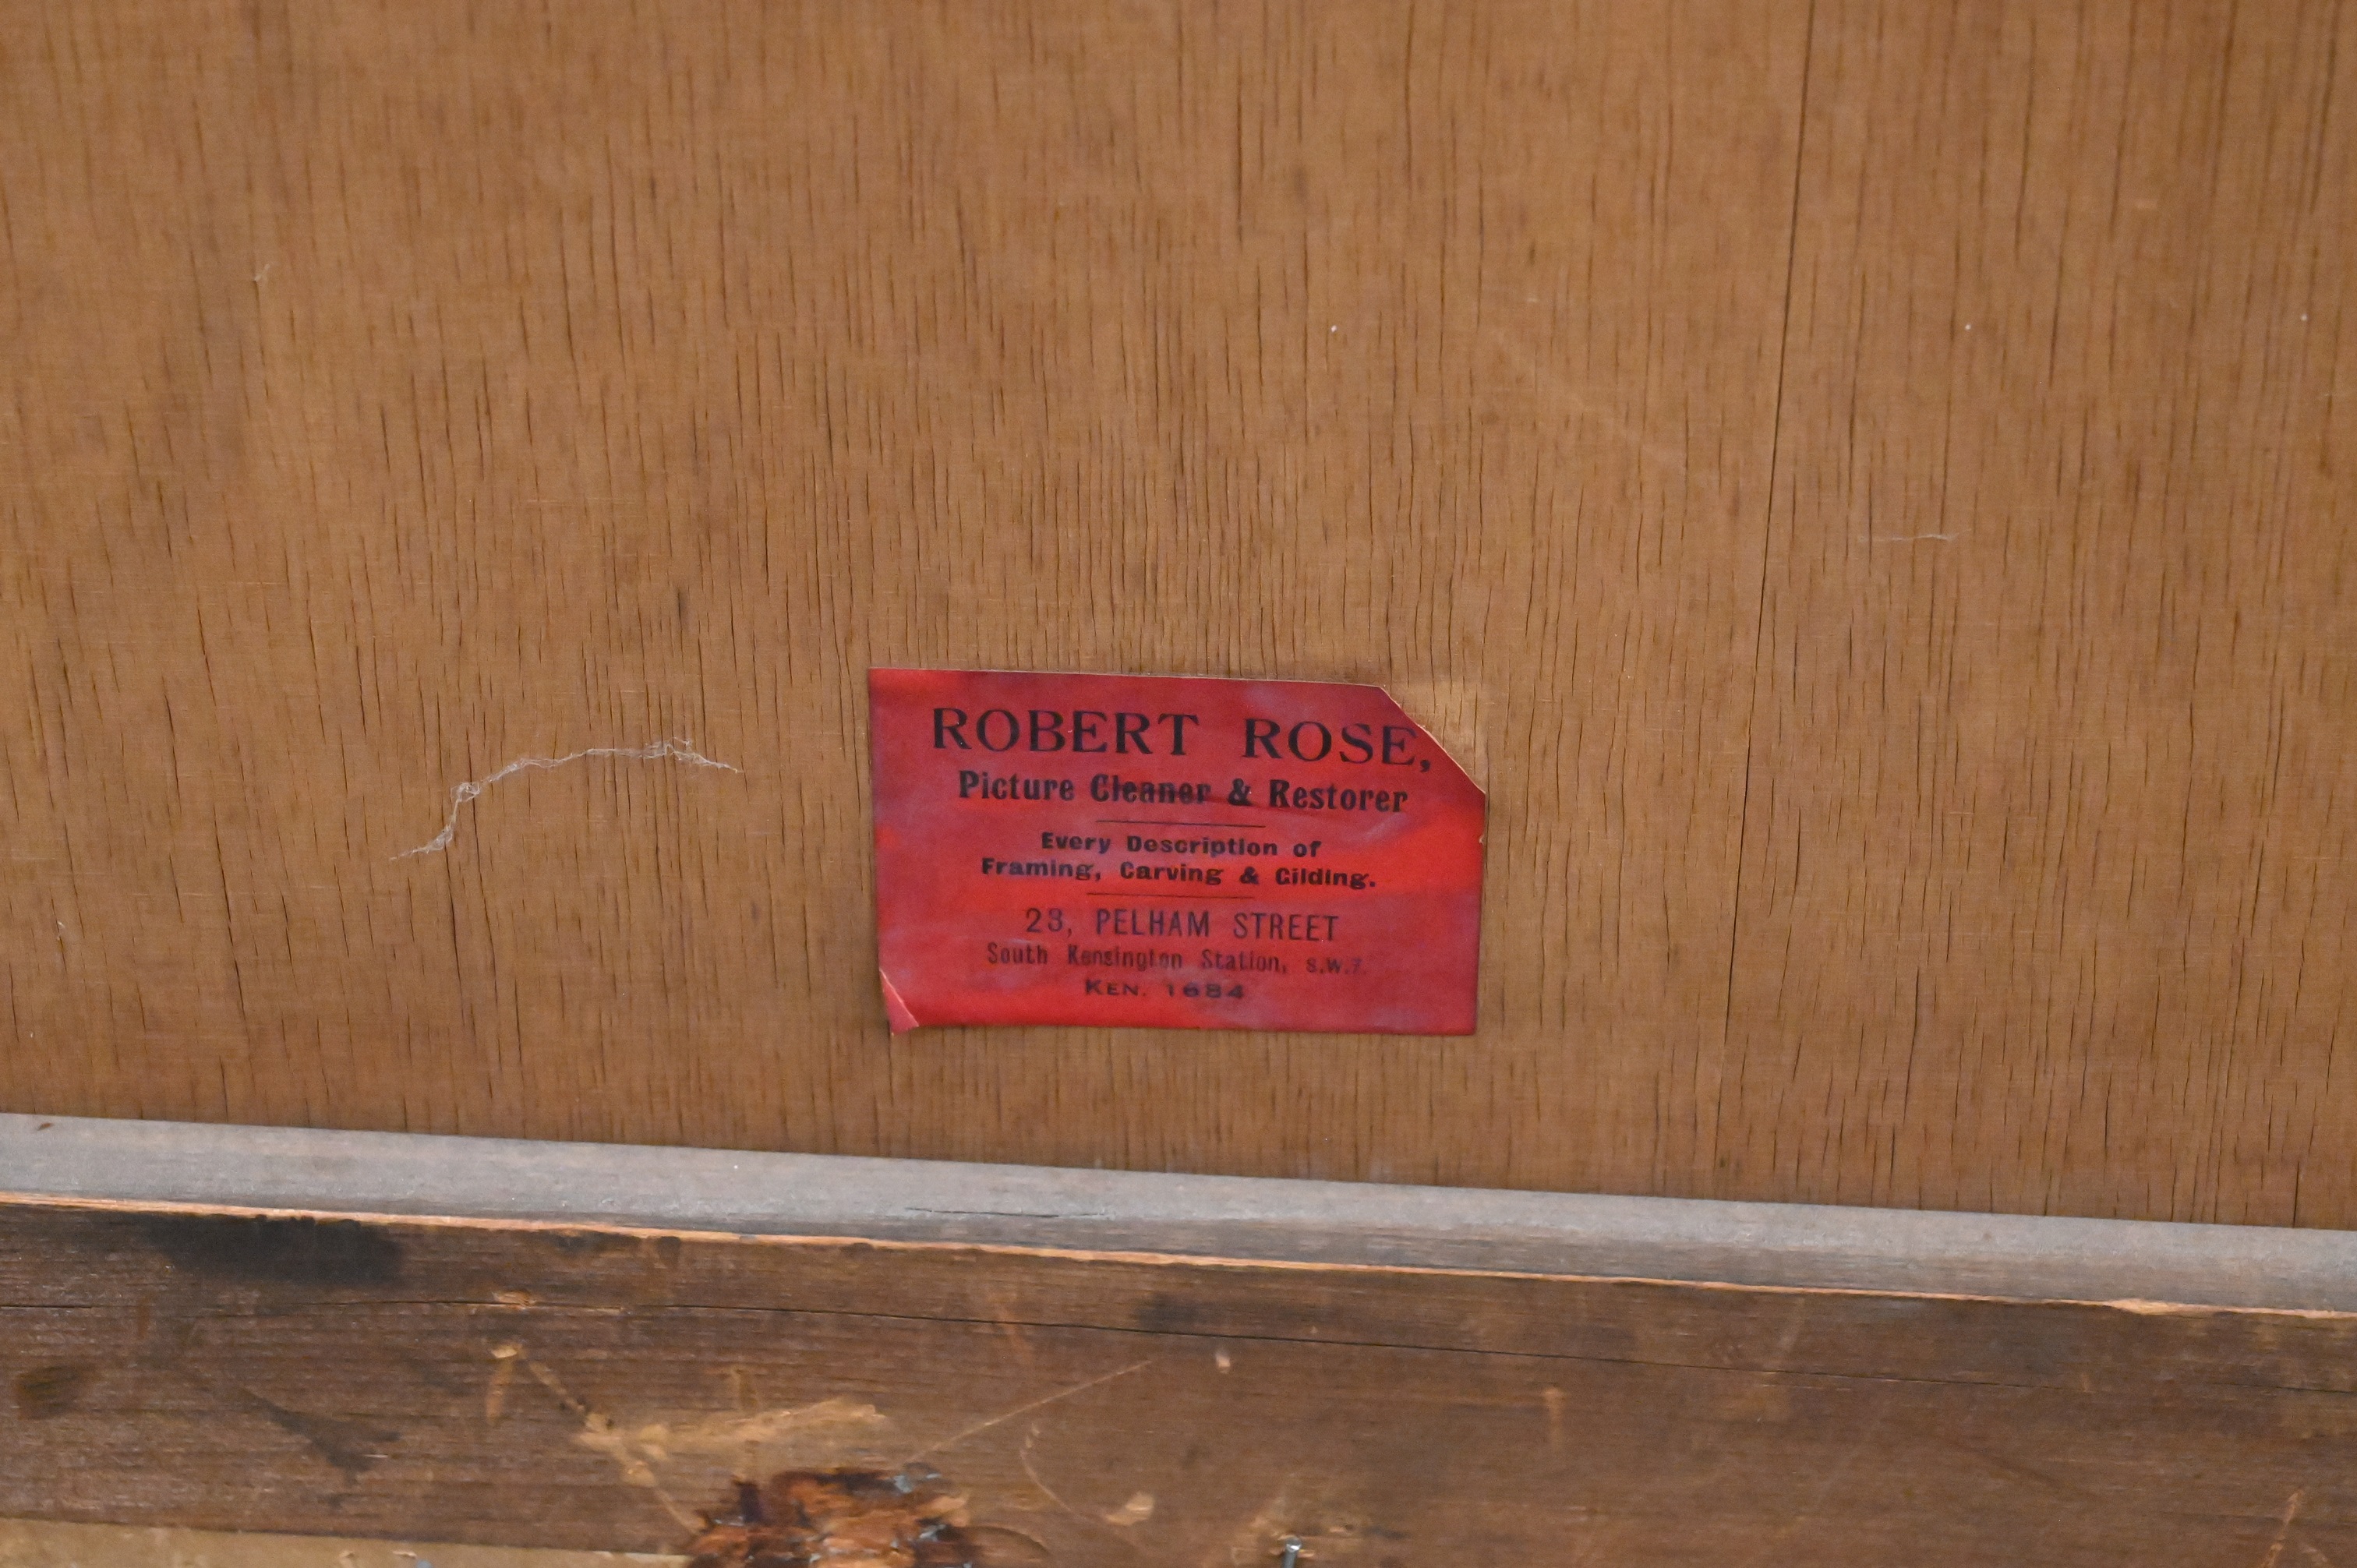 ROBERT ROSE,
Picture Cleaner & Restorer
Every Description of
Framing, Carving & Gilding.
23, PELHAM STREET
South Kensington Station, S.W.7.
KEN. 1684